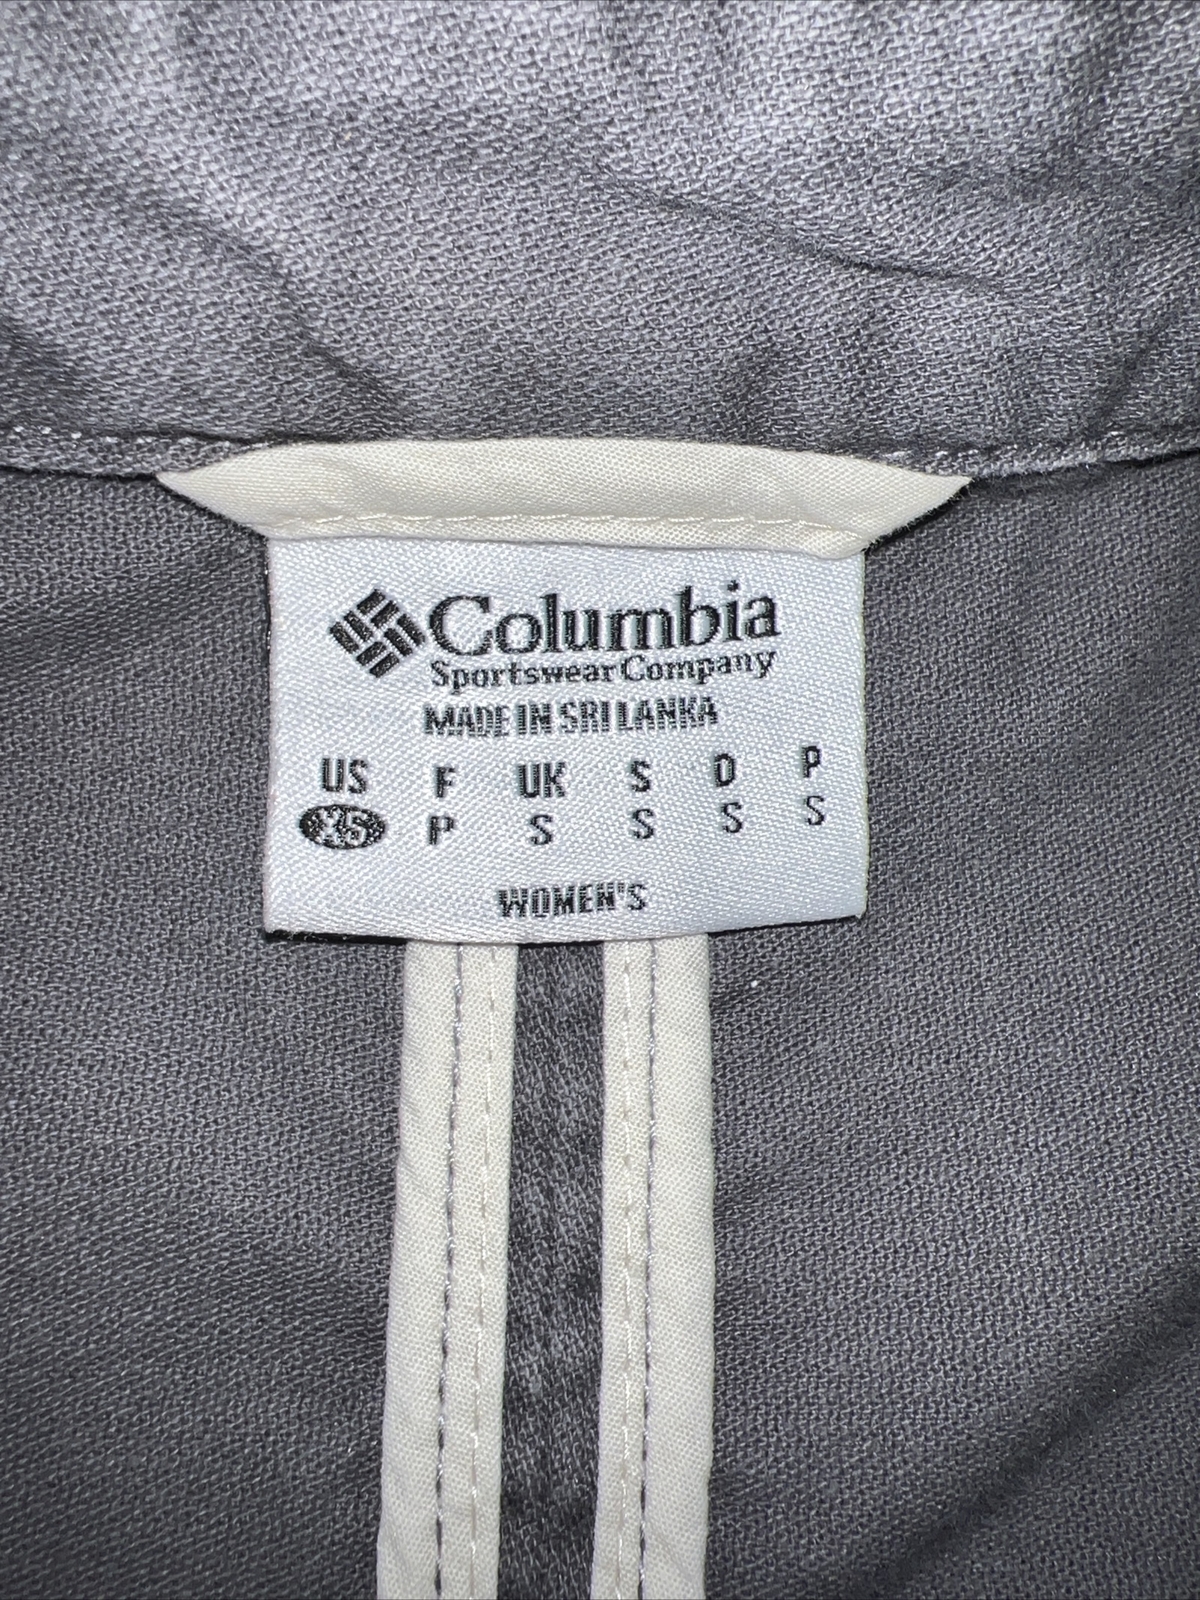 Columbia
Sportswear Company
MADE IN SRI LANKA
US F UK S D P
XS P S S S S
WOMEN'S